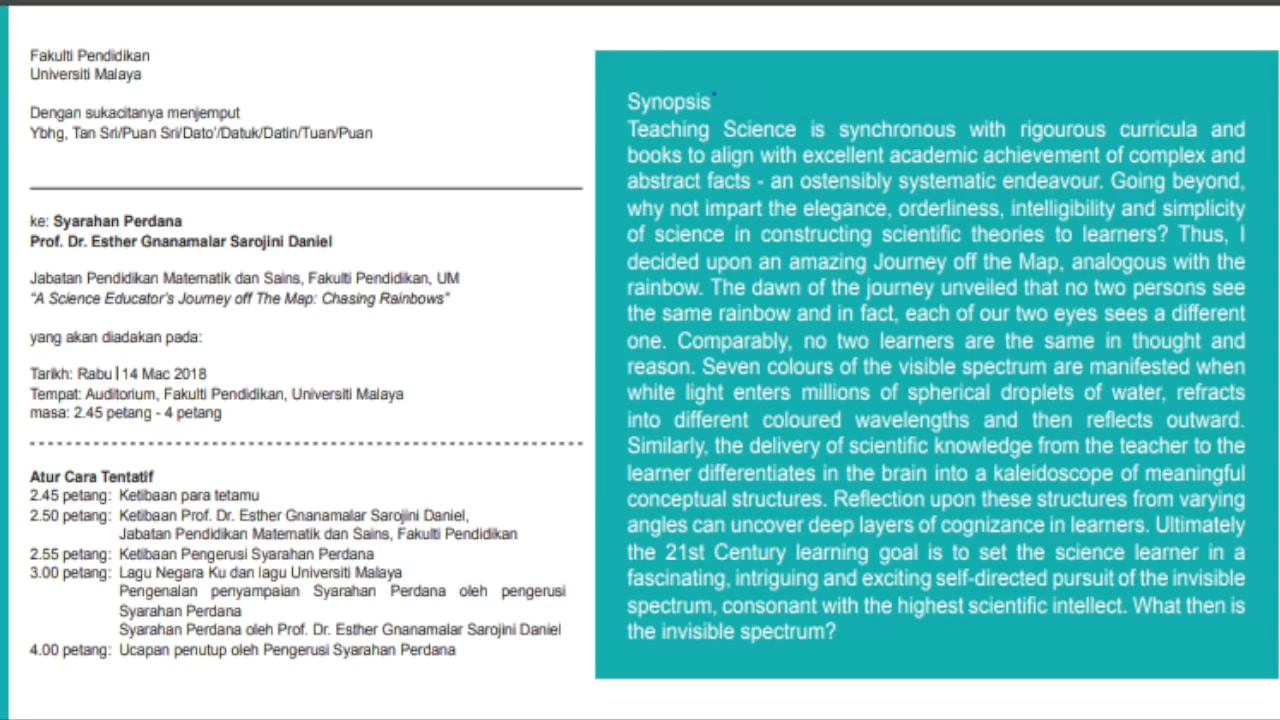 Fakulti Pendidikan
Universiti Malaya
Dengan sukacitanya menjemput
Ybhg, Tan Sri/Puan Sri/Dato'/Datuk/Datin/Tuan/Puan
ke: Syarahan Perdana
Prof. Dr. Esther Gnanamalar Sarojini Daniel
Jabatan Pendidikan Matematik dan Sains, Fakulti Pendidikan, UM
“A Science Educator's Journey off The Map: Chasing Rainbows”
yang akan diadakan pada:
Tarikh: Rabu | 14 Mac 2018
Tempat: Auditorium, Fakulti Pendidikan, Universiti Malaya
masa: 2.45 petang - 4 petang
Atur Cara Tentatif
2.45 petang: Ketibaan para tetamu
2.50 petang: Ketibaan Prof. Dr. Esther Gnanamalar Sarojini Daniel,
Jabatan Pendidikan Matematik dan Sains, Fakulti Pendidikan
2.55 petang: Ketibaan Pengerusi Syarahan Perdana
3.00 petang: Lagu Negara Ku dan lagu Universiti Malaya
Pengenalan penyampaian Syarahan Perdana oleh pengerusi
Syarahan Perdana
Syarahan Perdana oleh Prof. Dr. Esther Gnanamalar Sarojini Daniel
4.00 petang: Ucapan penutup oleh Pengerusi Syarahan Perdana
Synopsis
Teaching Science is synchronous with rigourous curricula and
books to align with excellent academic achievement of complex and
abstract facts - an ostensibly systematic endeavour. Going beyond,
why not impart the elegance, orderliness, intelligibility and simplicity
of science in constructing scientific theories to learners? Thus, I
decided upon an amazing Journey off the Map, analogous with the
rainbow. The dawn of the journey unveiled that no two persons see
the same rainbow and in fact, each of our two eyes sees a different
one. Comparably, no two learners are the same in thought and
reason. Seven colours of the visible spectrum are manifested when
white light enters millions of spherical droplets of water, refracts
into different coloured wavelengths and then reflects outward.
Similarly, the delivery of scientific knowledge from the teacher to the
learner differentiates in the brain into a kaleidoscope of meaningful
conceptual structures. Reflection upon these structures from varying
angles can uncover deep layers of cognizance in learners. Ultimately
the 21st Century learning goal is to set the science learner in a
fascinating, intriguing and exciting self-directed pursuit of the invisible
spectrum, consonant with the highest scientific intellect. What then is
the invisible spectrum?